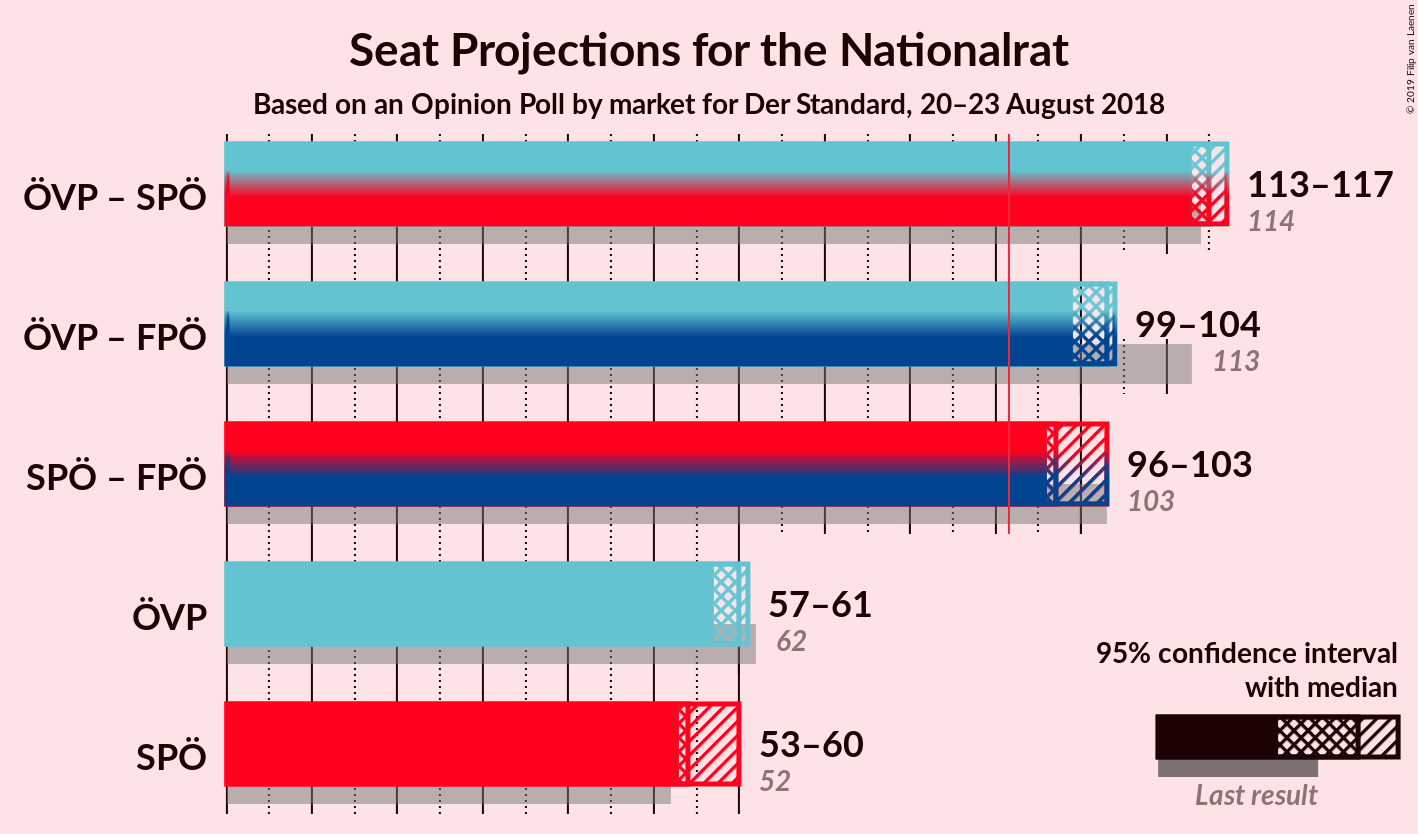 Seat Projections for the Nationalrat
Based on an Opinion Poll by market for Der Standard, 20–23 August 2018
© 2019 Filip van Laenen
ÖVP – SPÖ
113–117
114
ÖVP – FPÖ
99–104
113
SPÖ – FPÖ
96–103
103
ÖVP
57–61
62
SPÖ
53–60
52
95% confidence interval
with median
Last result